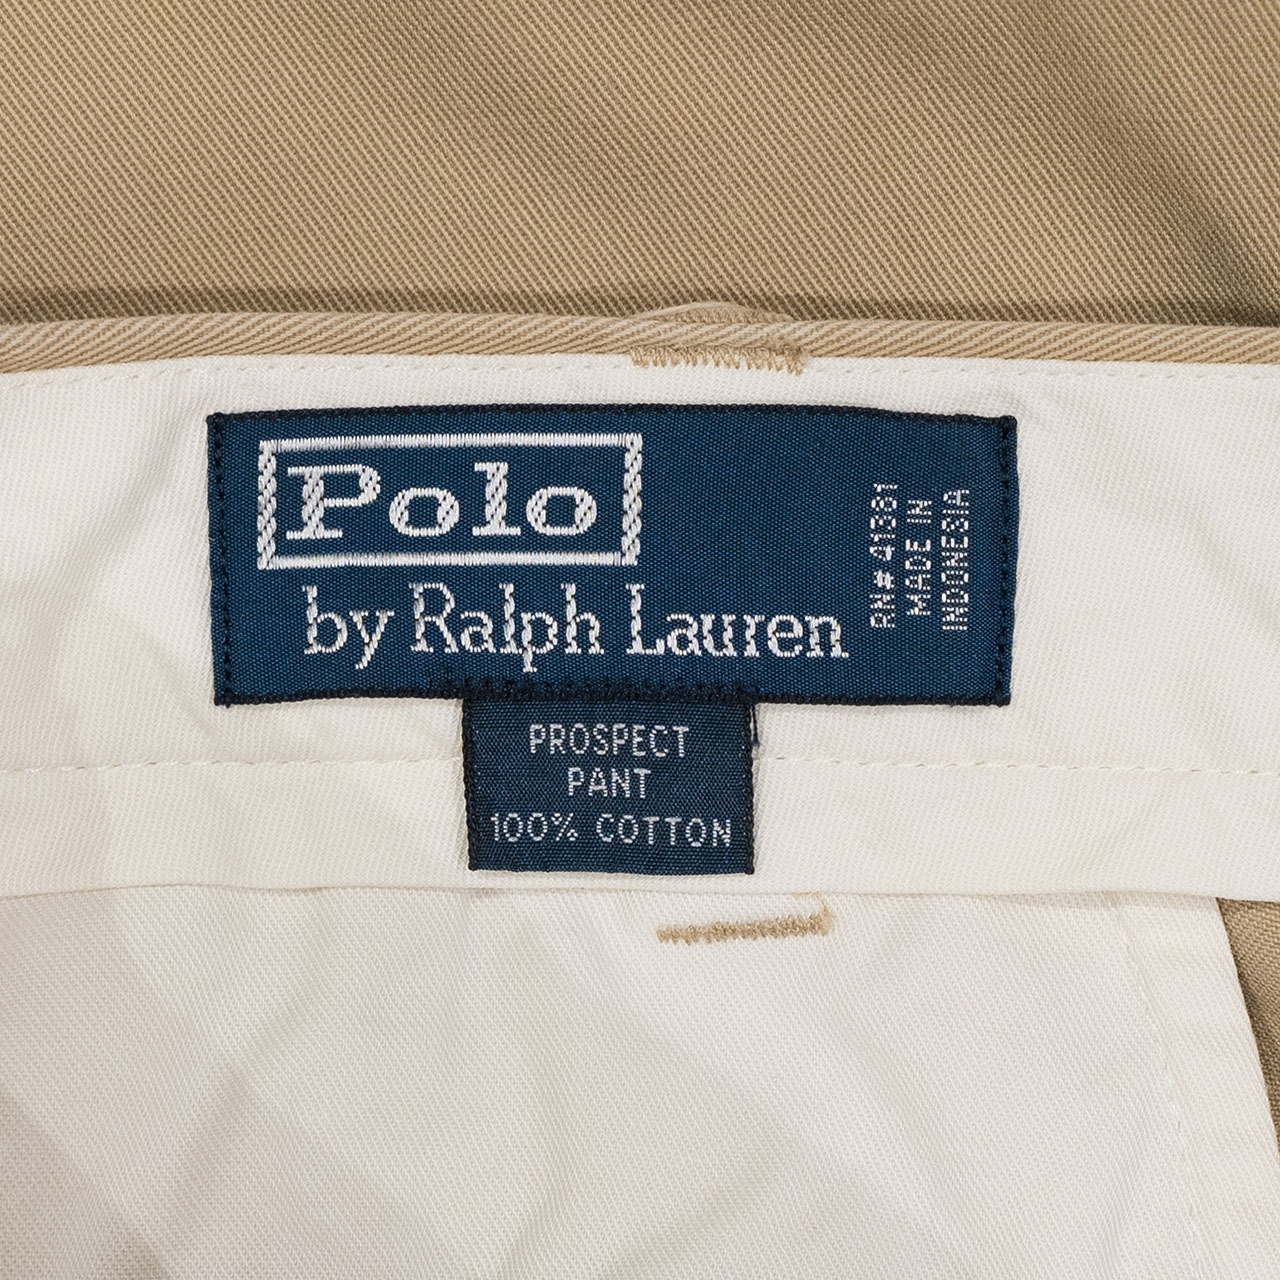 Polo
by Ralph Lauren
RN# 41381
MADE IN
INDONESIA
PROSPECT
PANT
100% COTTON